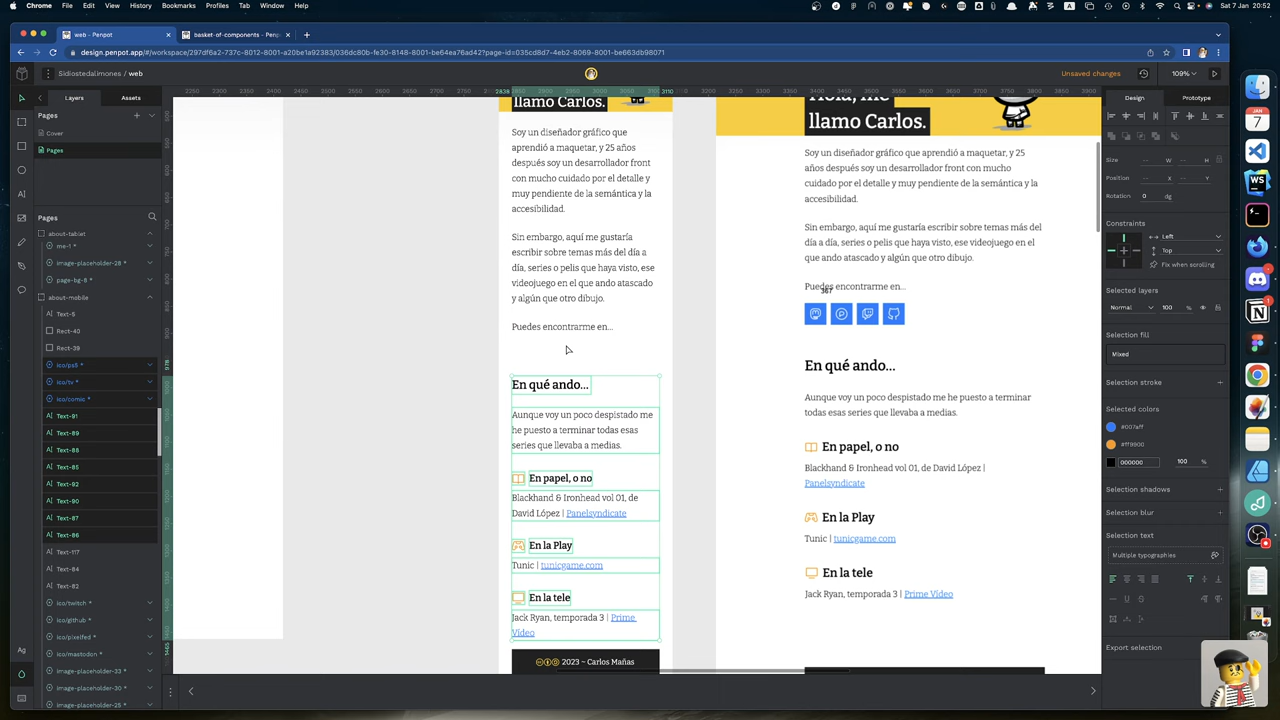 Chrome File Edit View History Bookmarks Profiles Tab Window Help
Sat 7 Jan 20:52
web - Penpot
basket-of-components - Penp
design.penpot.app/#/workspace/297df6a2-737c-8012-8001-a20be1a92383/036dc80b-fe30-8148-8001-be64ea76ad42?page-id=035cd8d7-4eb2-8069-8001-be663db98071
Sidiostedalimones / web
Unsaved changes
109%
Layers
Assets
Pages
Cover
Pages
Pages
about-tablet
me-1 *
image-placeholder-28 *
page-bg-6 *
about-mobile
Text-5
Rect-40
Rect-39
ico/ps5 *
ico/tv *
ico/comic *
Text-91
Text-89
Text-88
Text-85
Text-92
Text-90
Text-87
Text-86
Text-117
Text-84
Text-82
ico/twitch *
ico/github *
ico/pixelfed *
ico/mastodon *
image-placeholder-33 *
image-placeholder-30 *
image-placeholder-25 *
llamo Carlos.
Soy un diseñador gráfico que
aprendió a maquetar, y 25 años
después soy un desarrollador front
con mucho cuidado por el detalle y
muy pendiente de la semántica y la
accesibilidad.
Sin embargo, aquí me gustaría
escribir sobre temas más del día a
día, series o pelis que haya visto, ese
videojuego en el que ando atascado
y algún que otro dibujo.
Puedes encontrarme en...
En qué ando...
Aunque voy un poco despistado me
he puesto a terminar todas esas
series que llevaba a medias.
En papel, o no
Blackhand & Ironhead vol 01, de
David López | Panelsyndicate
En la Play
Tunic | tunicgame.com
En la tele
Jack Ryan, temporada 3 | Prime
Vídeo
2023 ~ Carlos Mañas
Hola, me
llamo Carlos.
Soy un diseñador gráfico que aprendió a maquetar, y 25
años después soy un desarrollador front con mucho
cuidado por el detalle y muy pendiente de la semántica y la
accesibilidad.
Sin embargo, aquí me gustaría escribir sobre temas más del
día a día, series o pelis que haya visto, ese videojuego en el
que ando atascado y algún que otro dibujo.
Puedes encontrarme en...
367
En qué ando...
Aunque voy un poco despistado me he puesto a terminar
todas esas series que llevaba a medias.
En papel, o no
Blackhand & Ironhead vol 01, de David López |
Panelsyndicate
En la Play
Tunic | tunicgame.com
En la tele
Jack Ryan, temporada 3 | Prime Vídeo
Design
Prototype
Size -- W -- H
Position -- X -- Y
Rotation 0 dg
Constraints
Left
Top
Fix when scrolling
Selected layers
Normal 100 %
Selection fill
Mixed
Selection stroke
Selected colors
#007aff
#ff8900
000000 100 %
Selection shadows
Selection blur
Selection text
Multiple typographies
Export selection